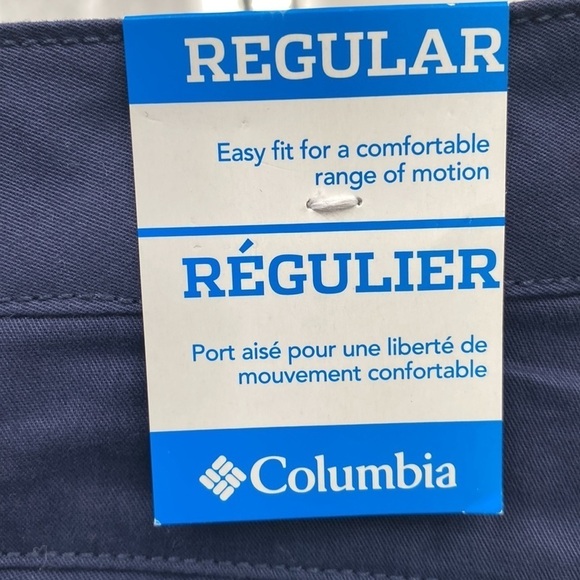 REGULAR
Easy fit for a comfortable
range of motion
RÉGULIER
Port aisé pour une liberté de
mouvement confortable
Columbia